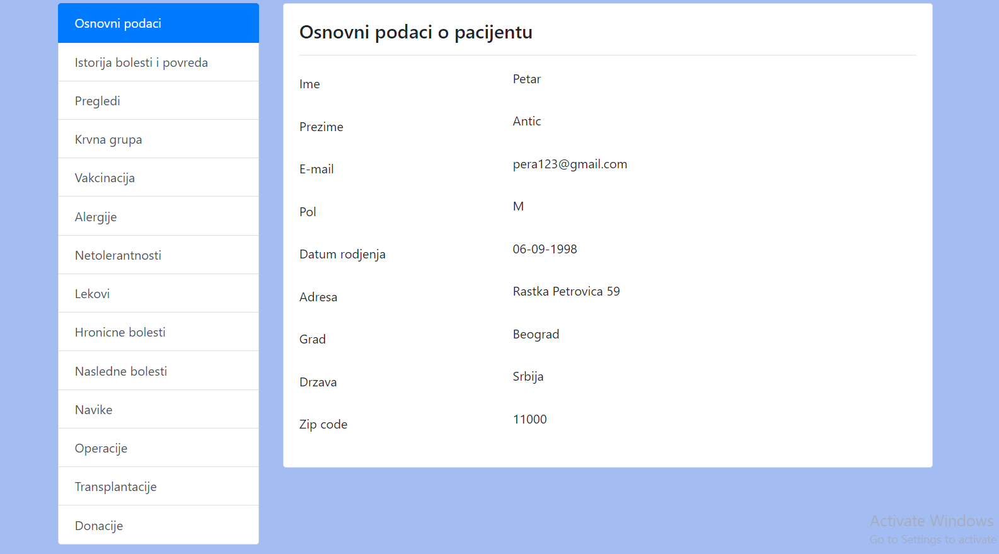 Osnovni podaci
Istorija bolesti i povreda
Pregledi
Krvna grupa
Vakcinacija
Alergije
Netolerantnosti
Lekovi
Hronicne bolesti
Nasledne bolesti
Navike
Operacije
Transplantacije
Donacije
Osnovni podaci o pacijentu
Ime Petar
Prezime Antic
E-mail pera123@gmail.com
Pol M
Datum rodjenja 06-09-1998
Adresa Rastka Petrovica 59
Grad Beograd
Drzava Srbija
Zip code 11000
Activate Windows
Go to Settings to activate